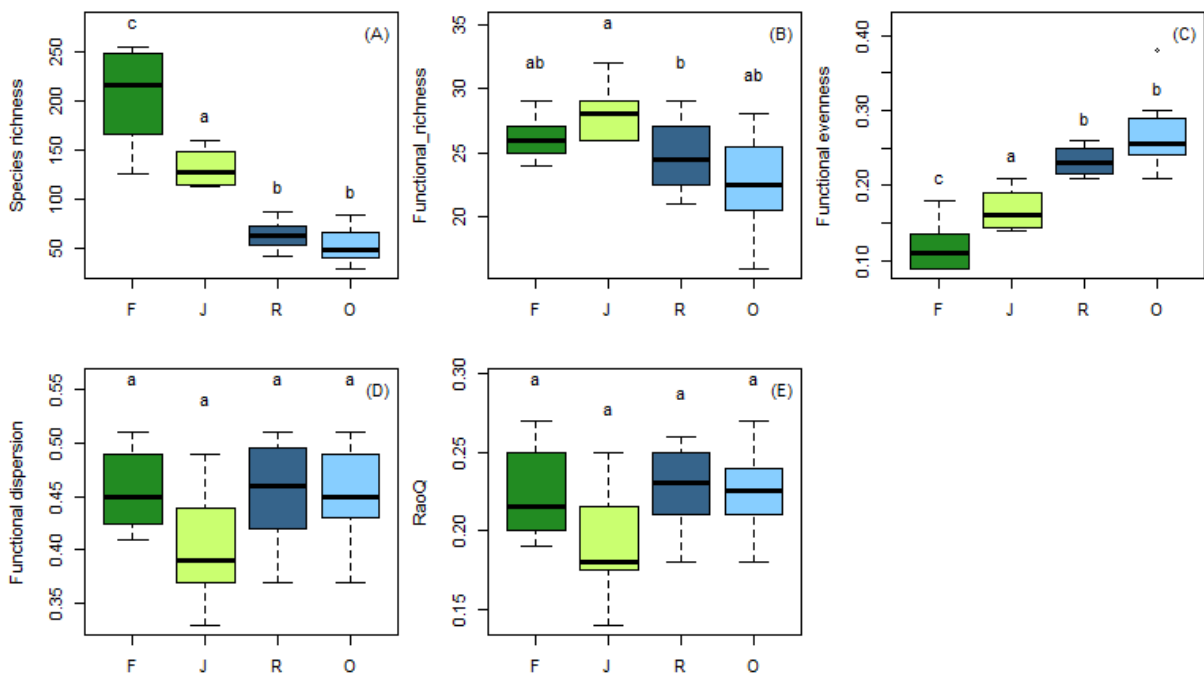 Species richness
250
200
150
100
50
c
a
b
b
(A)
F J R O
Functional_richness
35
30
25
20
ab
a
b
ab
(B)
F J R O
Functional evenness
0.40
0.30
0.20
0.10
c
a
b
b
(C)
F J R O
Functional dispersion
0.55
0.50
0.45
0.40
0.35
a
a
a
a
(D)
F J R O
RaoQ
0.30
0.25
0.20
0.15
a
a
a
a
(E)
F J R O